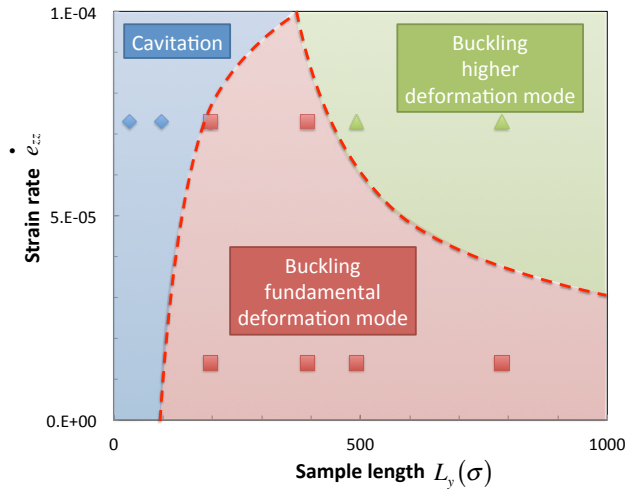 1.E-04
Cavitation
Buckling
higher
deformation mode
Strain rate ė_zz
5.E-05
Buckling
fundamental
deformation mode
0.E+00
0
500
1000
Sample length L_y(σ)